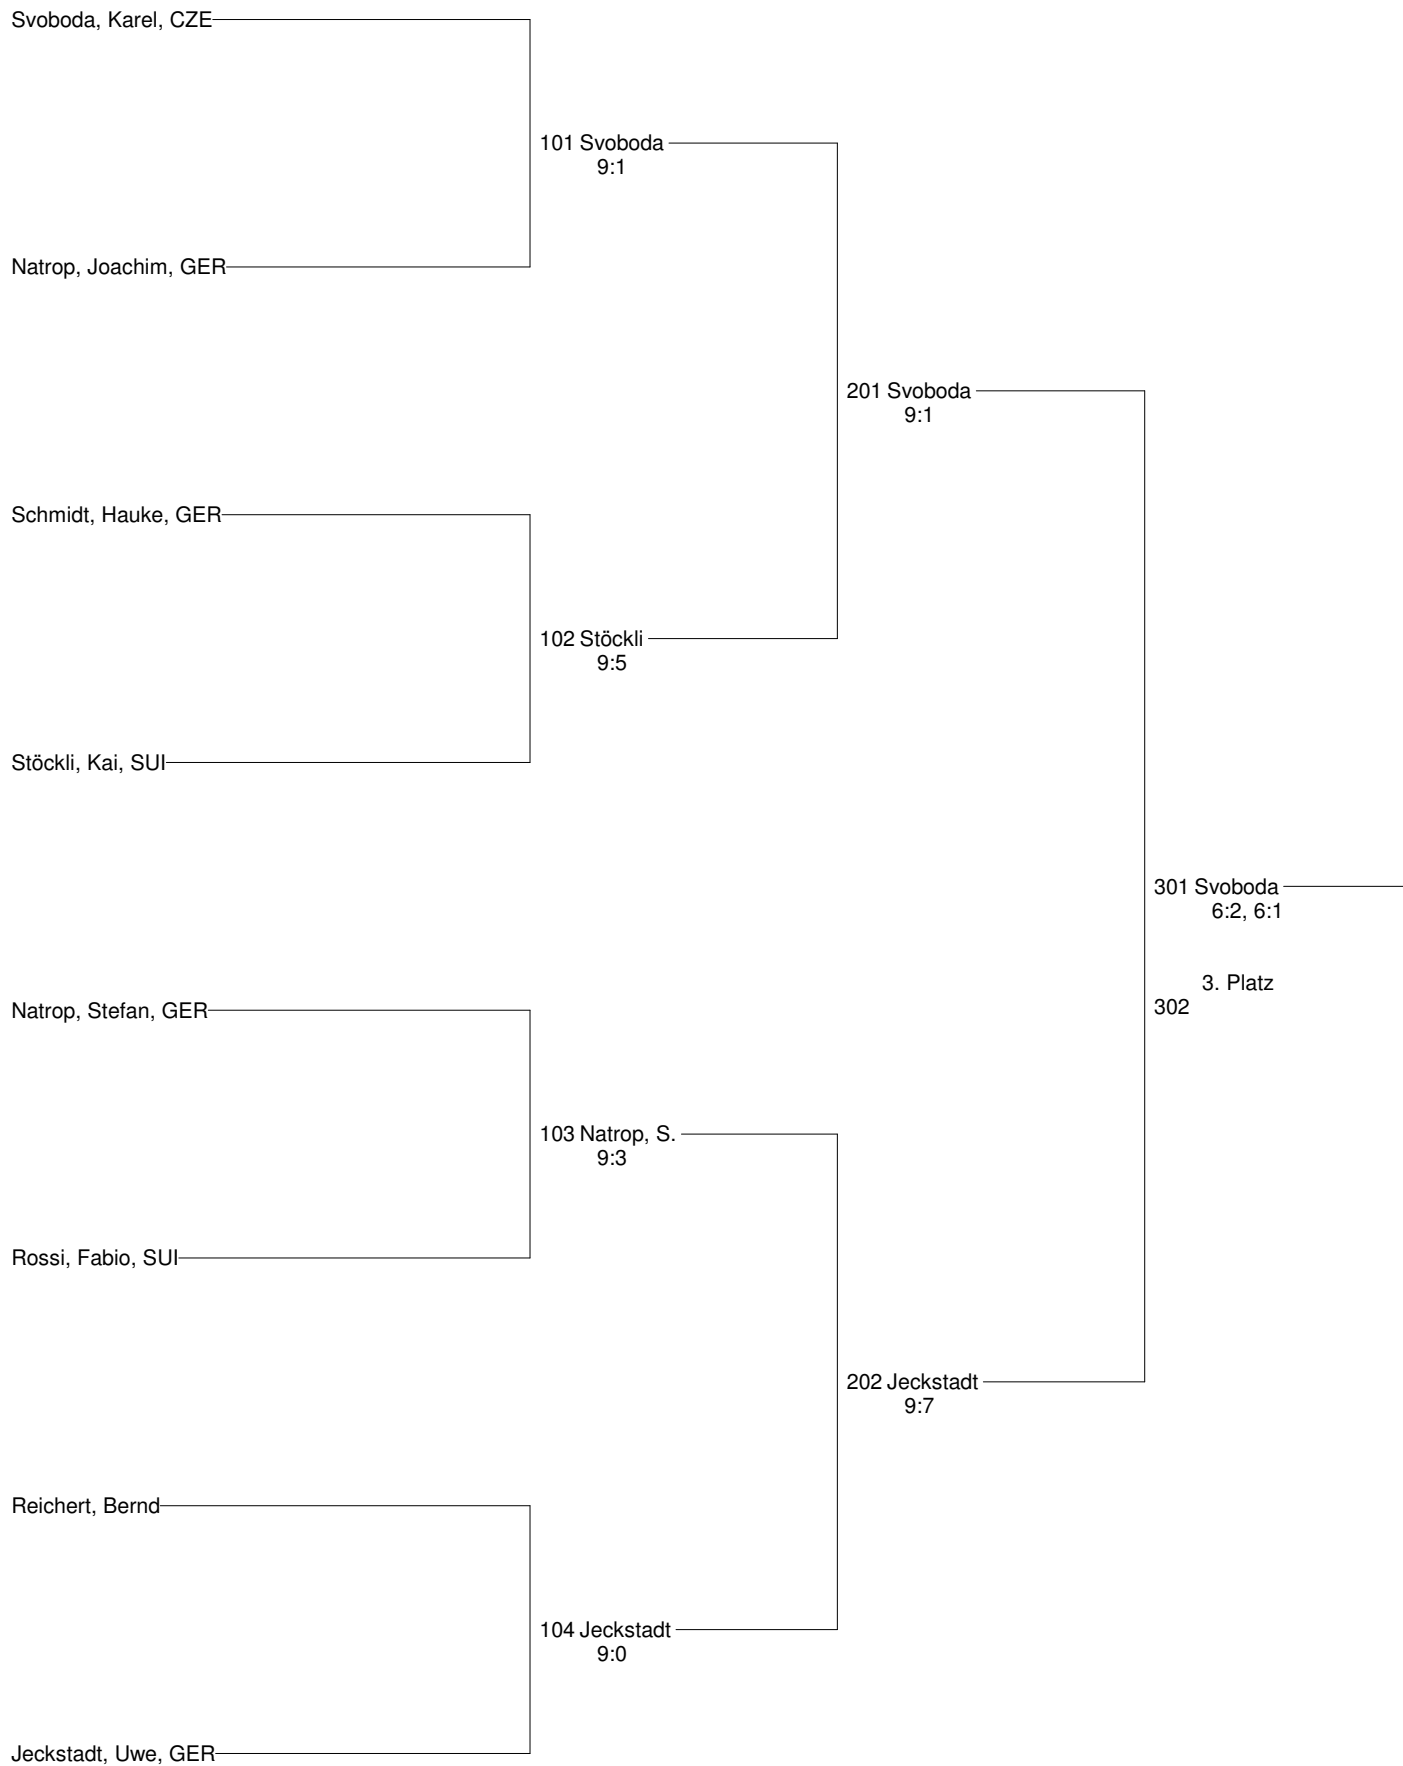 Svoboda, Karel, CZE
101 Svoboda
9:1
Natrop, Joachim, GER
201 Svoboda
9:1
Schmidt, Hauke, GER
102 Stöckli
9:5
Stöckli, Kai, SUI
301 Svoboda
6:2, 6:1
3. Platz
302
Natrop, Stefan, GER
103 Natrop, S.
9:3
Rossi, Fabio, SUI
202 Jeckstadt
9:7
Reichert, Bernd
104 Jeckstadt
9:0
Jeckstadt, Uwe, GER